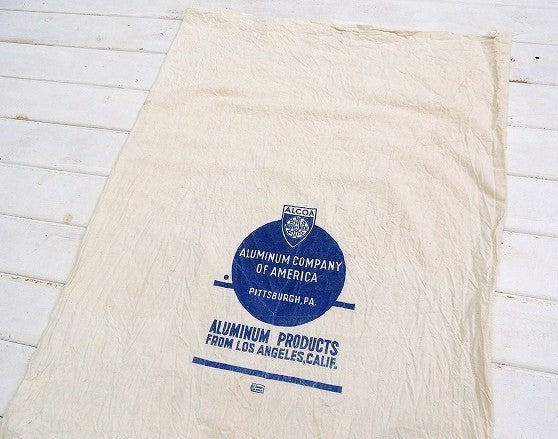 ALCOA
ALUMINUM COMPANY
OF AMERICA
PITTSBURGH, PA.
ALUMINUM PRODUCTS
FROM LOS ANGELES, CALIF.